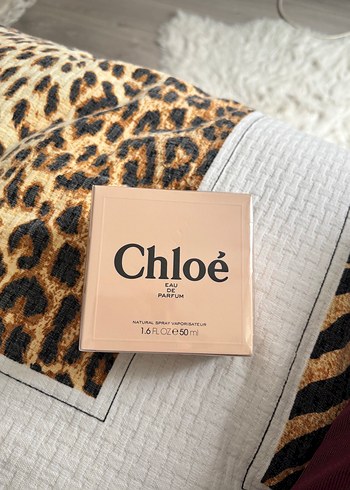 Chloé
EAU
DE
PARFUM
NATURAL SPRAY VAPORISATEUR
1.6 FL OZ ℮ 50 ml